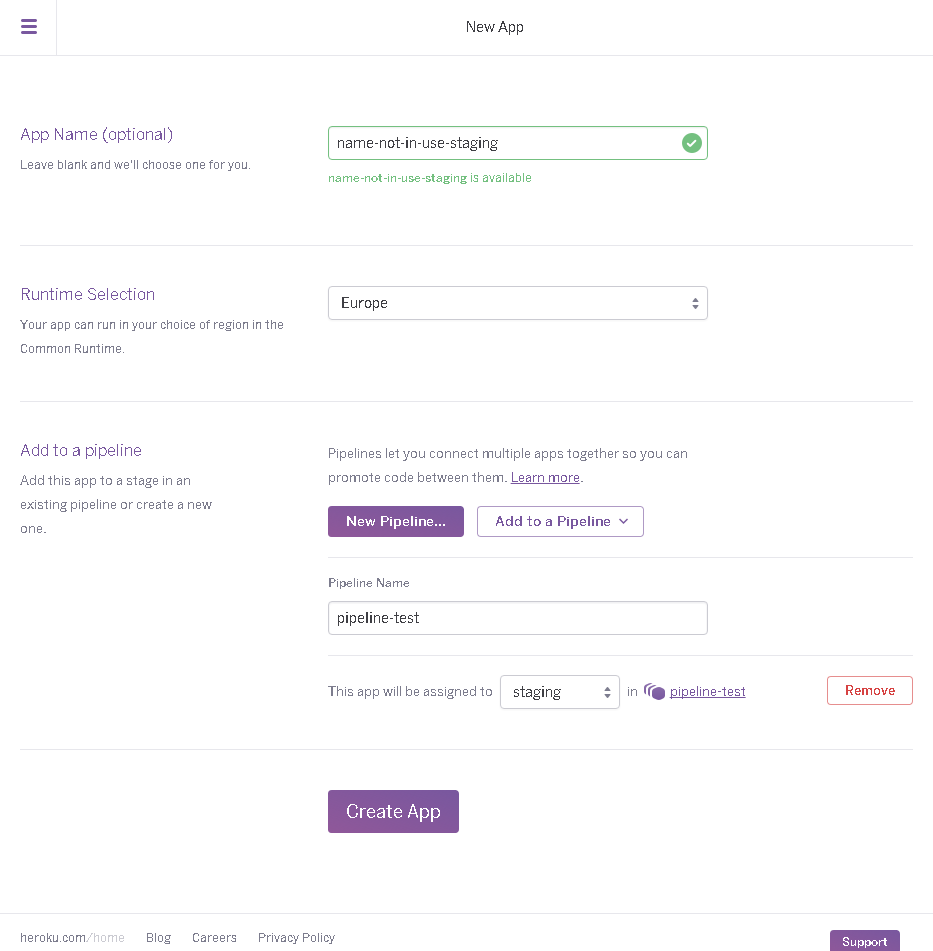 New App
App Name (optional)
Leave blank and we'll choose one for you.
name-not-in-use-staging
name-not-in-use-staging is available
Runtime Selection
Your app can run in your choice of region in the
Common Runtime.
Europe
Add to a pipeline
Add this app to a stage in an
existing pipeline or create a new
one.
Pipelines let you connect multiple apps together so you can
promote code between them. Learn more.
New Pipeline... Add to a Pipeline
Pipeline Name
pipeline-test
This app will be assigned to staging in pipeline-test Remove
Create App
heroku.com/home Blog Careers Privacy Policy Support